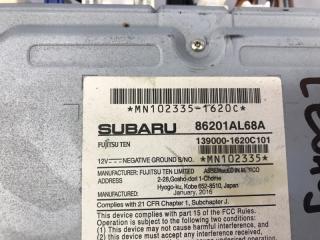 *MN102335-1620C*
SUBARU 86201AL68A
FUJITSU TEN 139000-1620C101
12V NEGATIVE GROUND S/NO. *MN102335*
MANUFACTURER FUJITSU TEN LIMITED ASSEMBLED IN MEXICO
ADDRESS 2-28, Gosho-dori 1-Chome
Hyogo-ku, Kobe 652-8510, Japan
MANUFACTURED January, 2016
Complies with 21 CFR Chapter 1, Subchapter J.
This device complies with part 15 of the FCC Rules.
Operation is subject to the following two
conditions: (1) this device may not cause
harmful interference, and